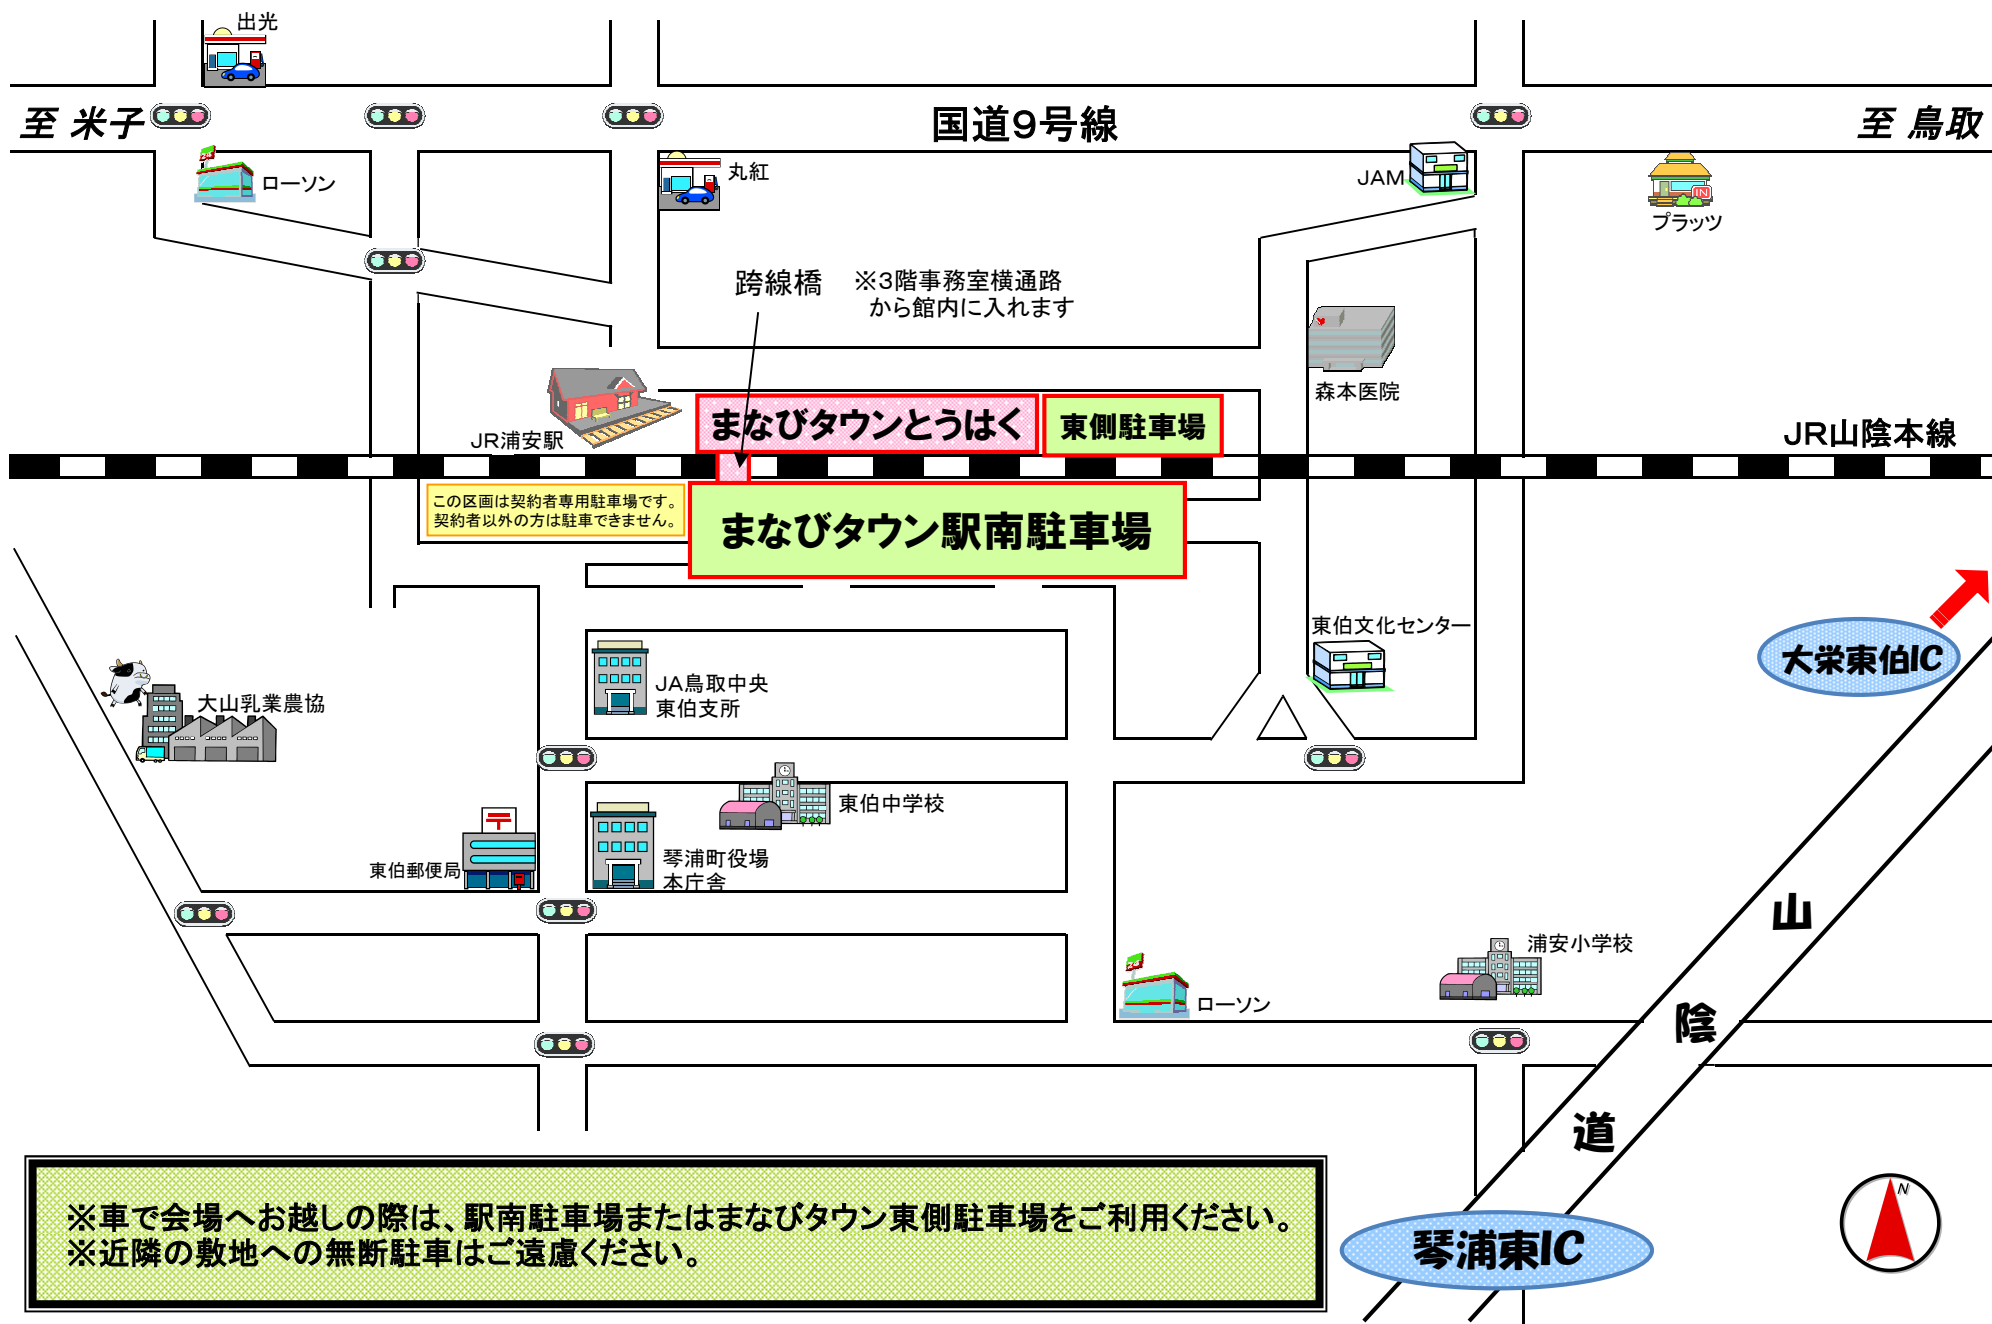 出光
至 米子
国道9号線
至 鳥取
ローソン
丸紅
JAM
プラッツ
跨線橋
※3階事務室横通路
から館内に入れます
森本医院
JR浦安駅
まなびタウンとうはく
東側駐車場
JR山陰本線
この区画は契約者専用駐車場です。
契約者以外の方は駐車できません。
まなびタウン駅南駐車場
東伯文化センター
大栄東伯IC
大山乳業農協
JA鳥取中央
東伯支所
東伯中学校
東伯郵便局
琴浦町役場
本庁舎
山
陰
道
浦安小学校
ローソン
※車で会場へお越しの際は、駅南駐車場またはまなびタウン東側駐車場をご利用ください。
※近隣の敷地への無断駐車はご遠慮ください。
琴浦東IC
N
IN